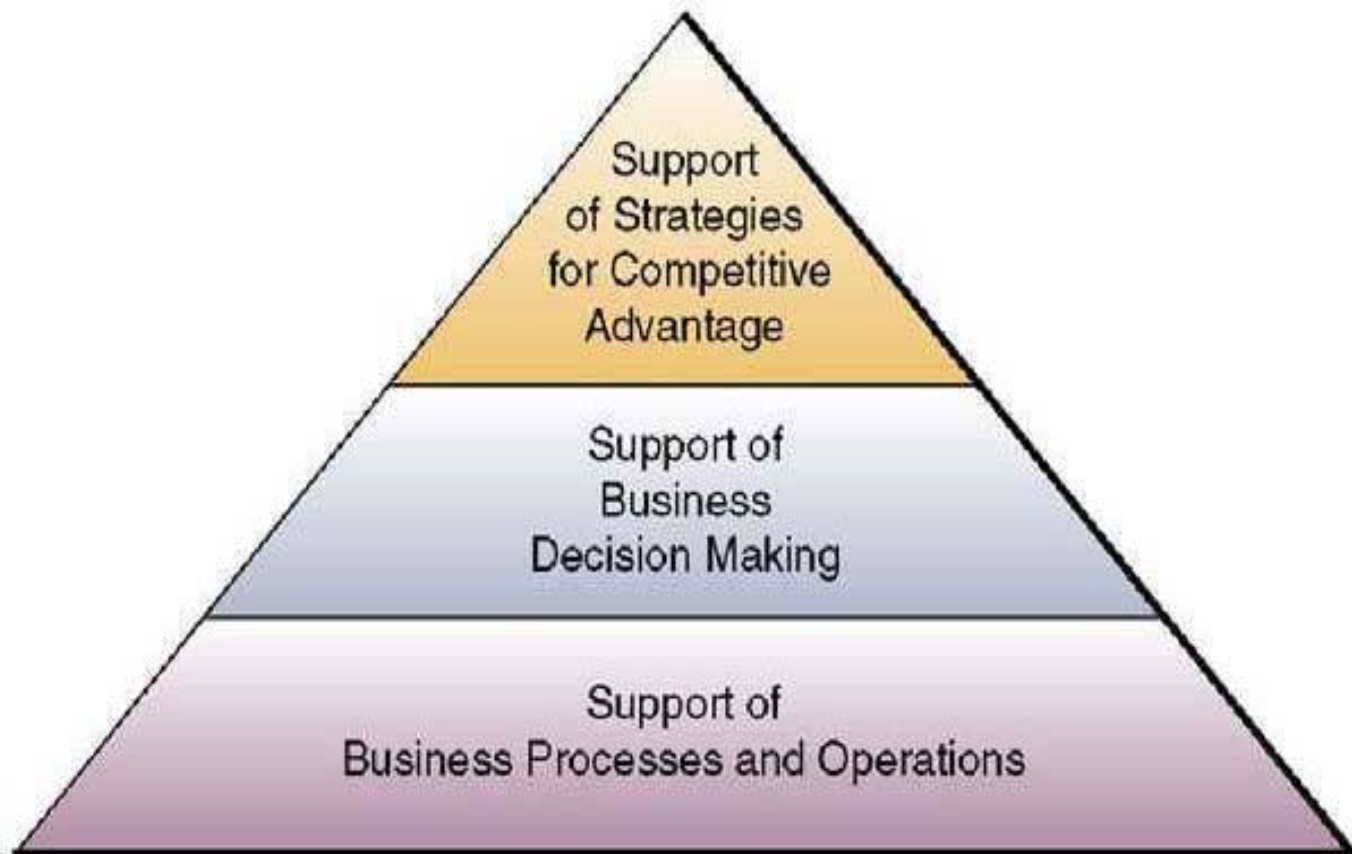 Support
of Strategies
for Competitive
Advantage
Support of
Business
Decision Making
Support of
Business Processes and Operations